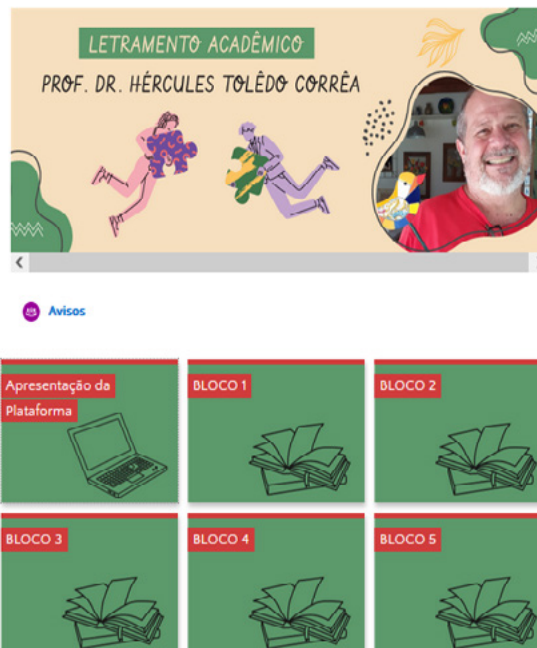 LETRAMENTO ACADÊMICO
PROF. DR. HÉRCULES TOLÊDO CORRÊA
Avisos
Apresentação da
Plataforma
BLOCO 1
BLOCO 2
BLOCO 3
BLOCO 4
BLOCO 5